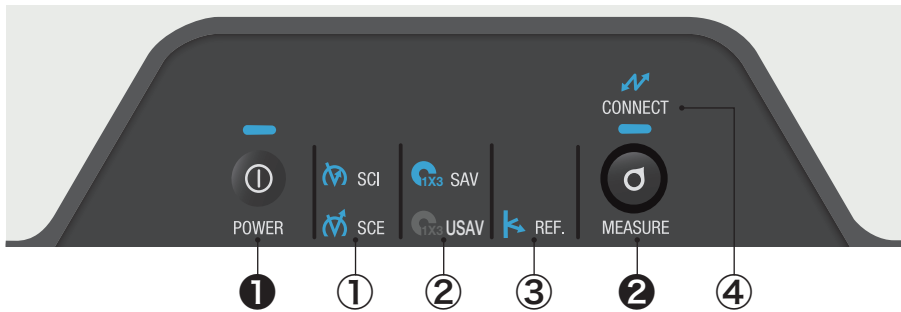 CONNECT
1X3
SCI
SAV
1X3
POWER
SCE
USAV
REF.
MEASURE
❶
①
②
③
❷
④